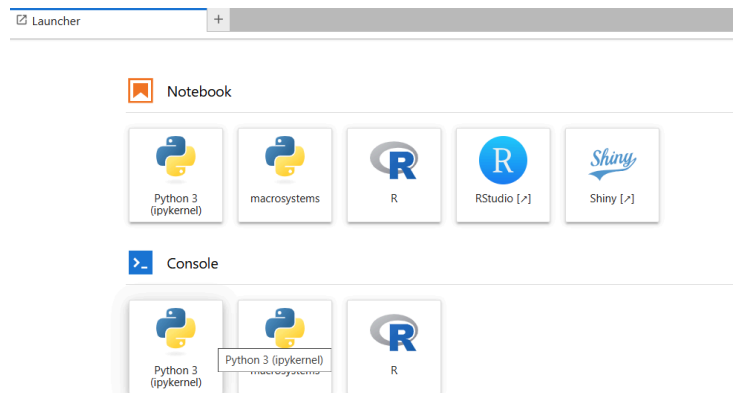 Launcher
+
Notebook
Python 3
(ipykernel)
macrosystems
R
R
R
RStudio [↗]
Shiny
Shiny [↗]
>_
Console
Python 3
(ipykernel)
Python 3 (ipykernel)
macrosystems
R
R